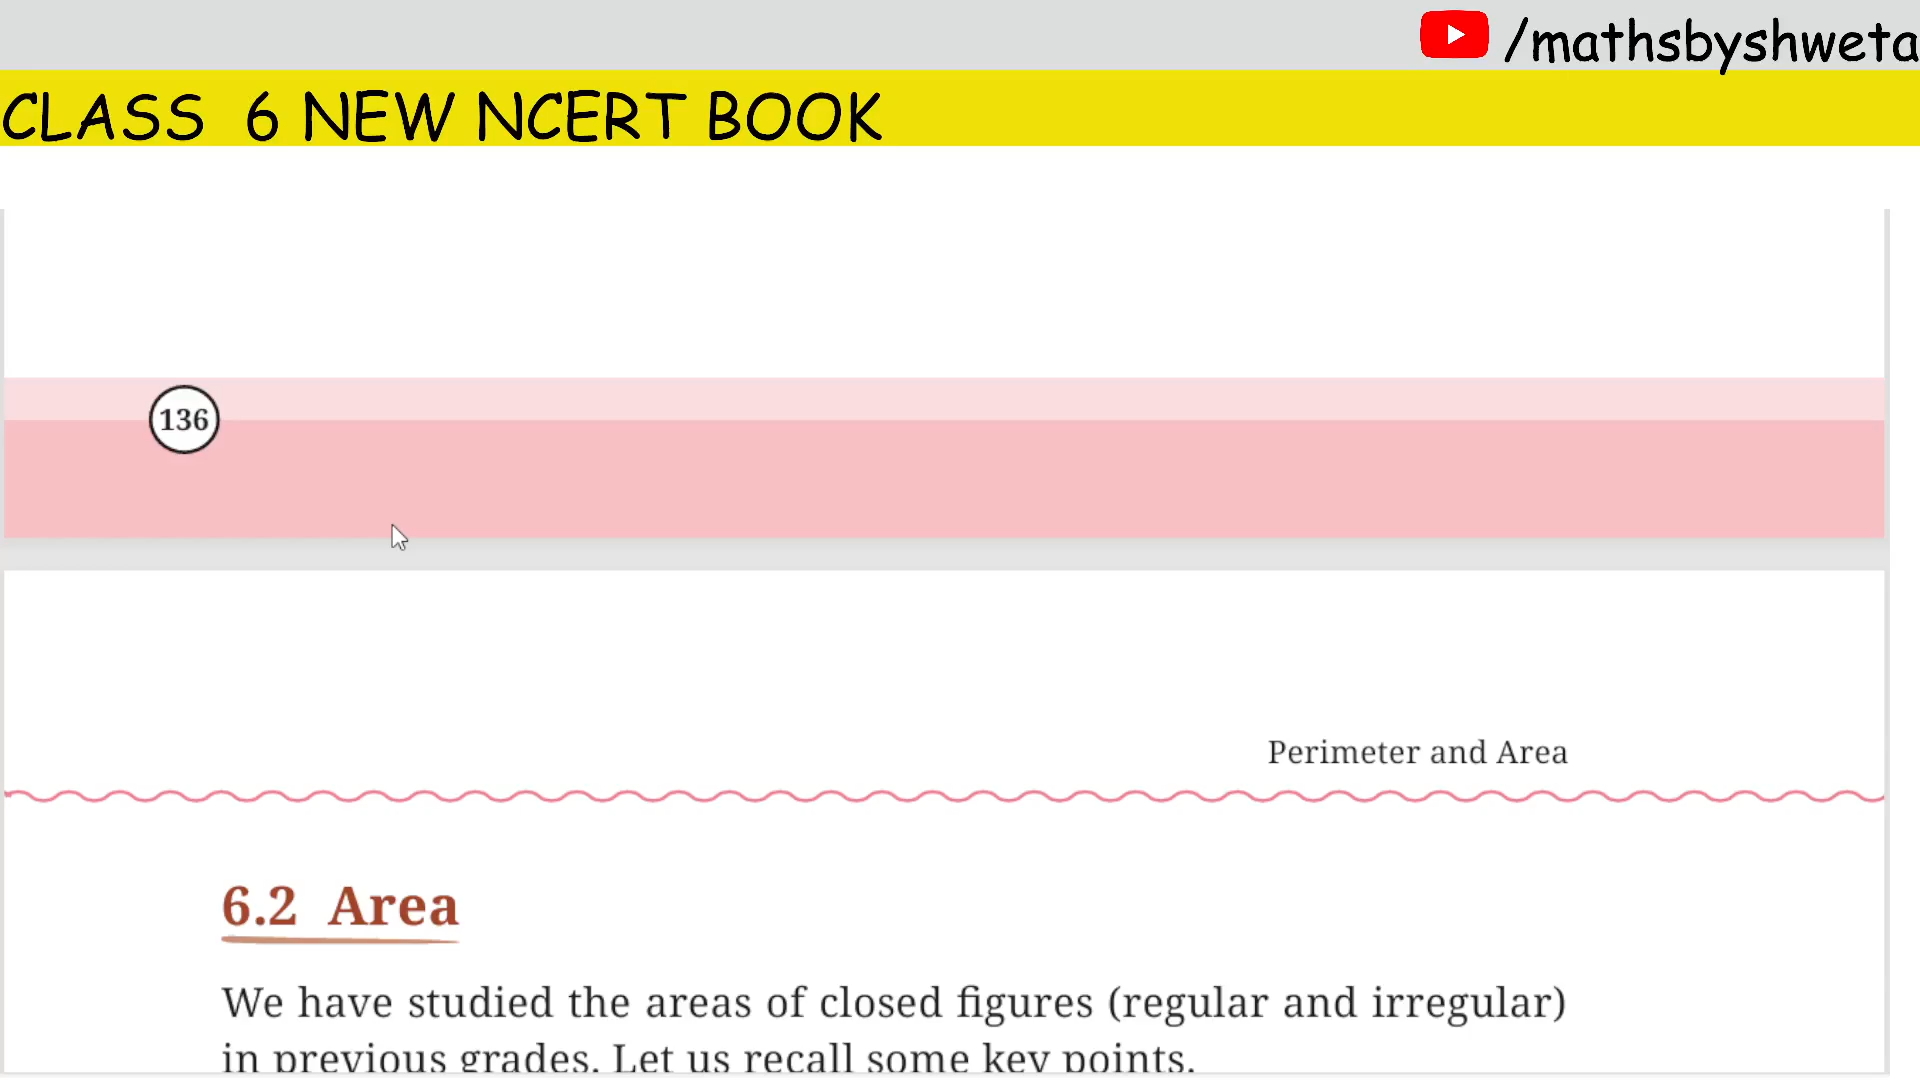 /mathsbyshweta
CLASS 6 NEW NCERT BOOK
136
Perimeter and Area
6.2 Area
We have studied the areas of closed figures (regular and irregular)
in previous grades. Let us recall some key points.